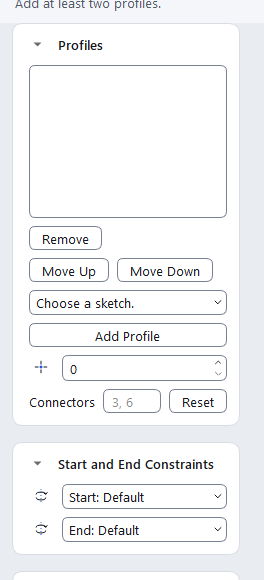 Add at least two profiles.
Profiles
Remove
Move Up Move Down
Choose a sketch.
Add Profile
0
Connectors 3, 6 Reset
Start and End Constraints
Start: Default
End: Default